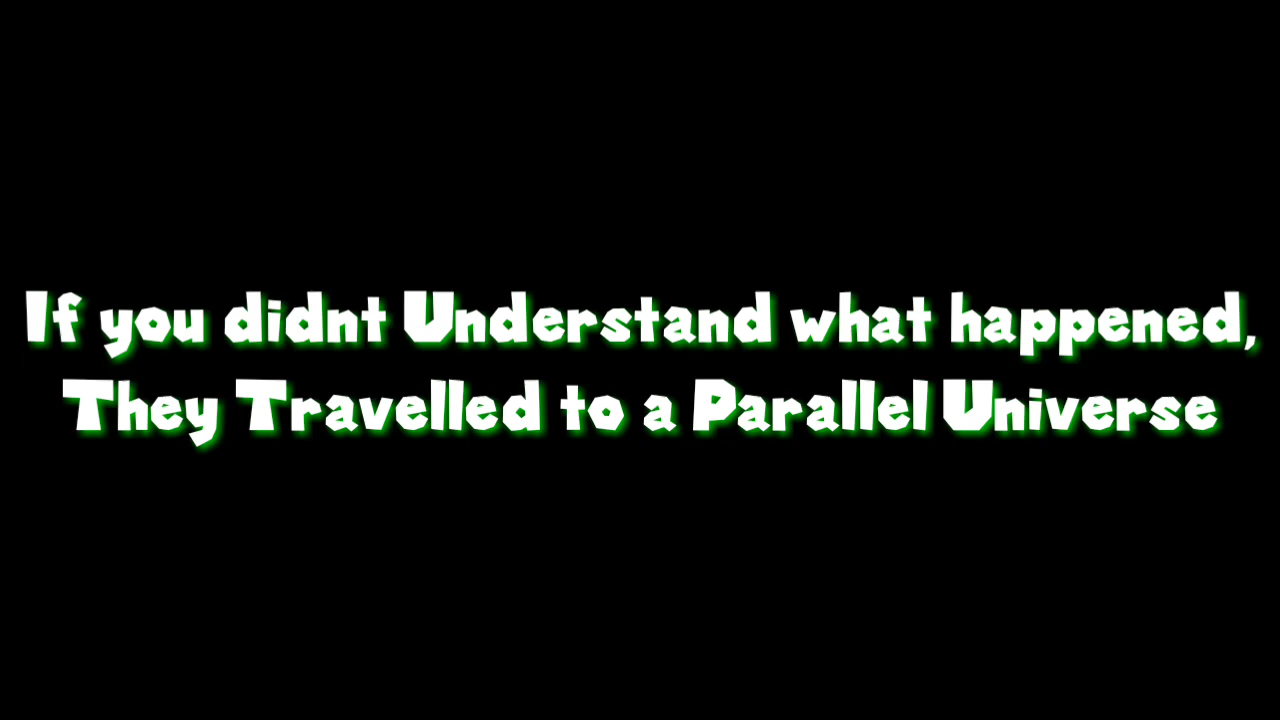 If you didnt Understand what happened,
They Travelled to a Parallel Universe